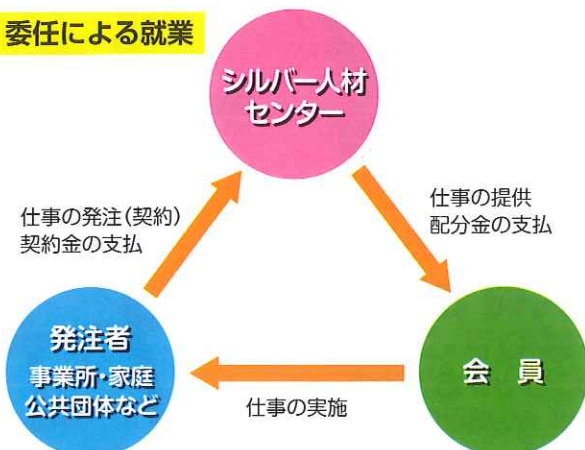 委任による就業
シルバー人材
センター
仕事の発注(契約)
契約金の支払
仕事の提供
配分金の支払
発注者
事業所・家庭
公共団体など
会 員
仕事の実施